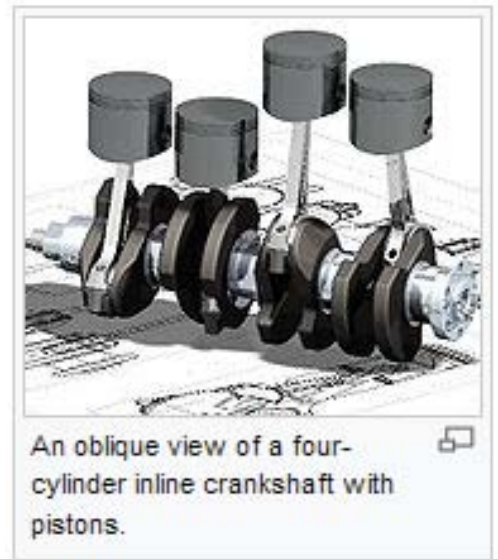 An oblique view of a four-
cylinder inline crankshaft with
pistons.